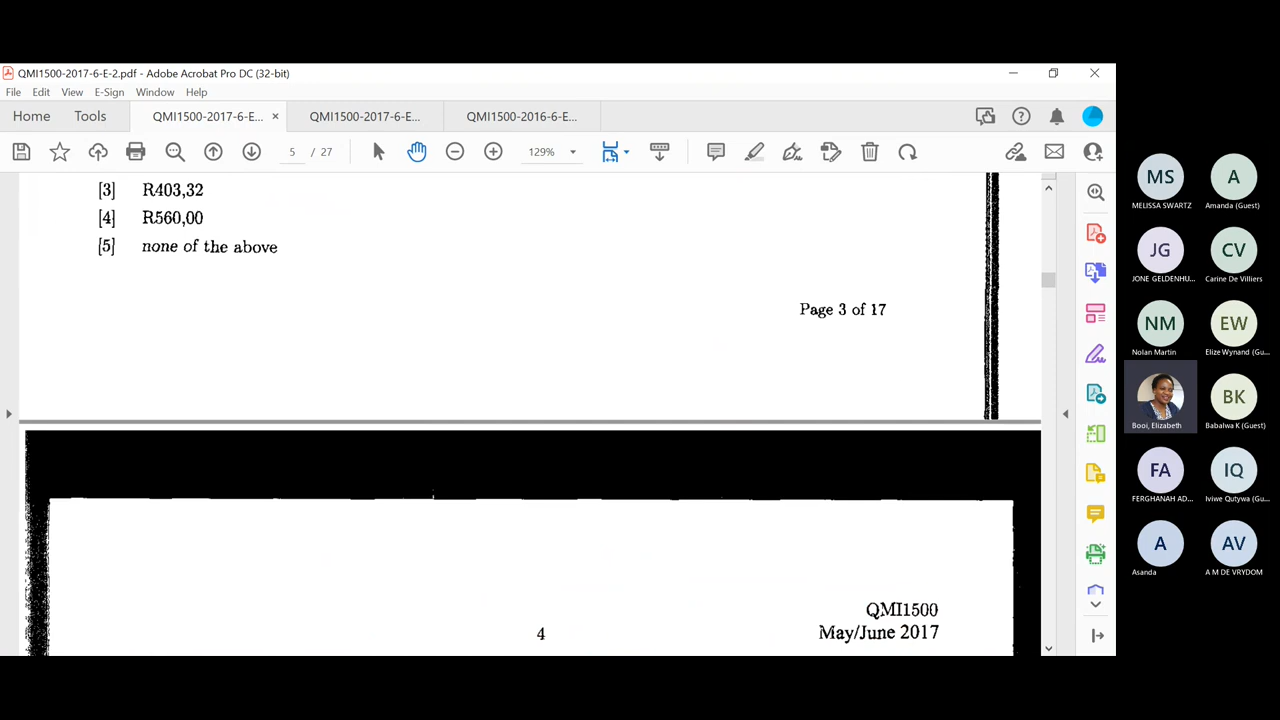 QMI1500-2017-6-E-2.pdf - Adobe Acrobat Pro DC (32-bit)
File Edit View E-Sign Window Help
Home Tools QMI1500-2017-6-E... × QMI1500-2017-6-E... QMI1500-2016-6-E...
5 / 27 129%
[3] R403,32
[4] R560,00
[5] none of the above
Page 3 of 17
QMI1500
4 May/June 2017
MS A
MELISSA SWARTZ Amanda (Guest)
JG CV
JONE GELDENHU... Carine De Villiers
NM EW
Nolan Martin Elize Wynand (Gu...
BK
Booi, Elizabeth Babalwa K (Guest)
FA IQ
FERGHANAH AD... Iviwe Qutywa (Gu...
A AV
Asanda A M DE VRYDOM